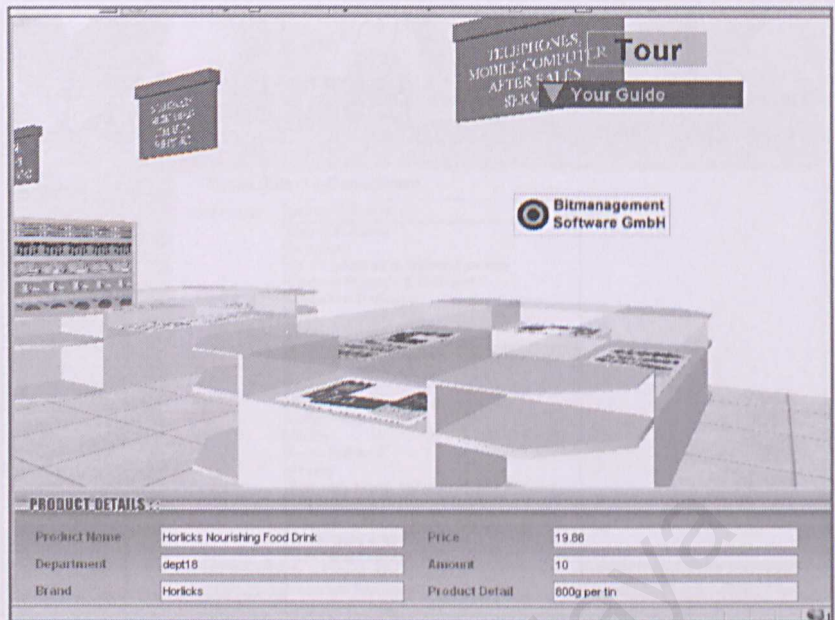 TELEPHONES,
MOBILE,COMPUTER
AFTER SALES
Tour
Your Guide
Bitmanagement
Software GmbH
PRODUCT DETAILS ::
Product Name Horlicks Nourishing Food Drink Price 19.88
Department dept18 Amount 10
Brand Horlicks Product Detail 800g per tin